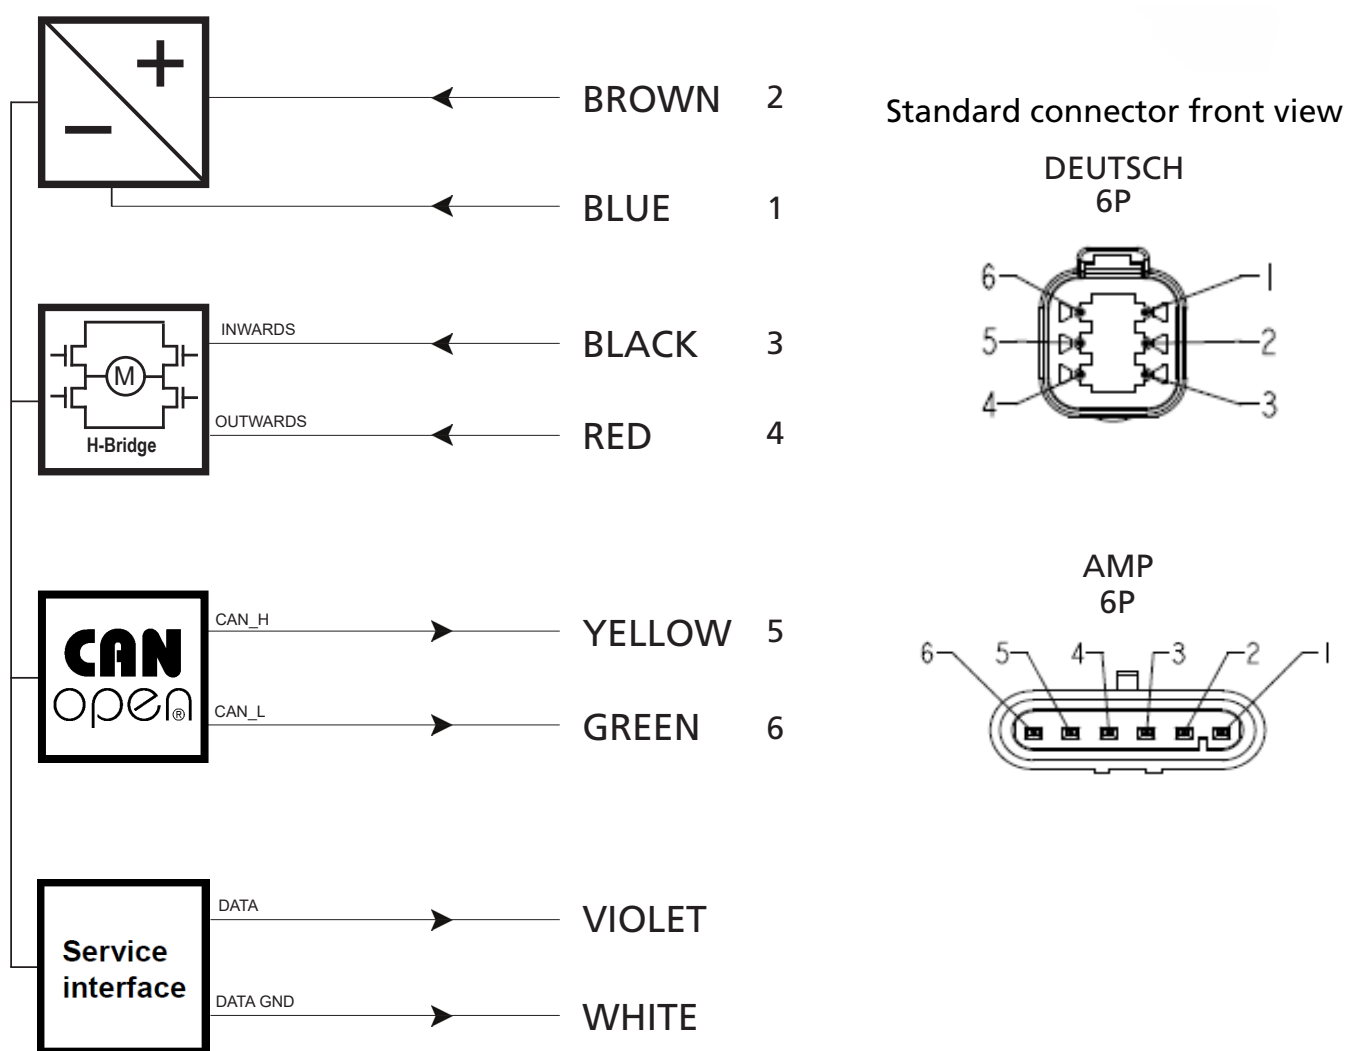 +
−
BROWN 2
BLUE 1
INWARDS
BLACK 3
OUTWARDS
RED 4
M
H-Bridge
CAN
open®
CAN_H
YELLOW 5
CAN_L
GREEN 6
Service
interface
DATA
VIOLET
DATA GND
WHITE
Standard connector front view
DEUTSCH
6P
6 1
5 2
4 3
AMP
6P
6 5 4 3 2 1